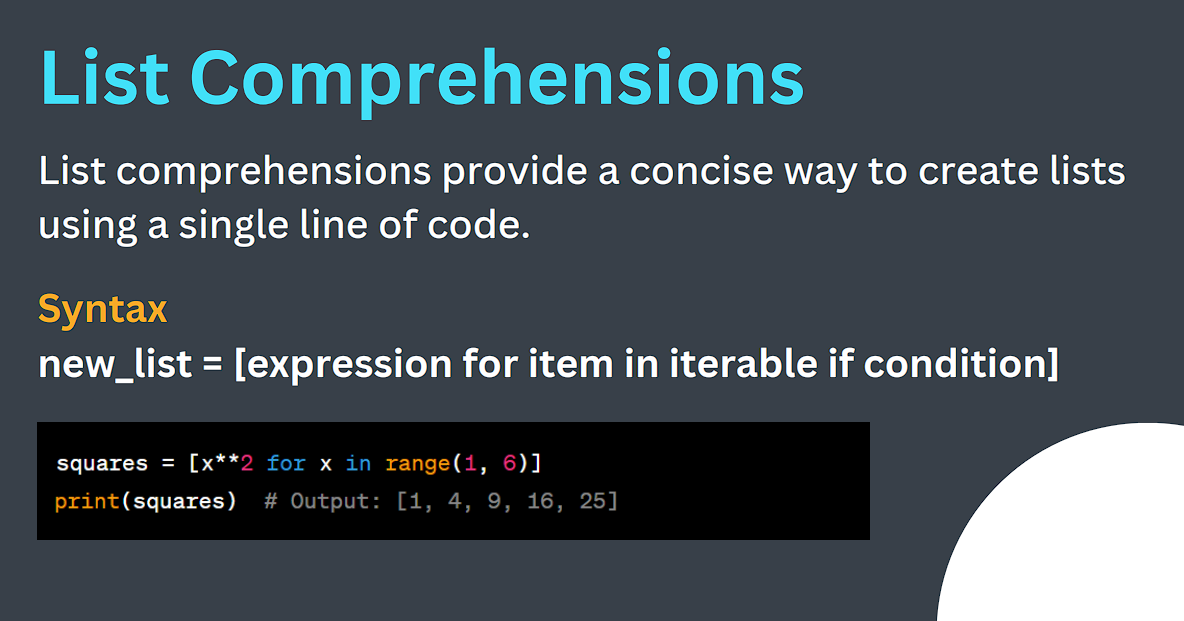 List Comprehensions
List comprehensions provide a concise way to create lists
using a single line of code.
Syntax
new_list = [expression for item in iterable if condition]
squares = [x**2 for x in range(1, 6)]
print(squares)  # Output: [1, 4, 9, 16, 25]